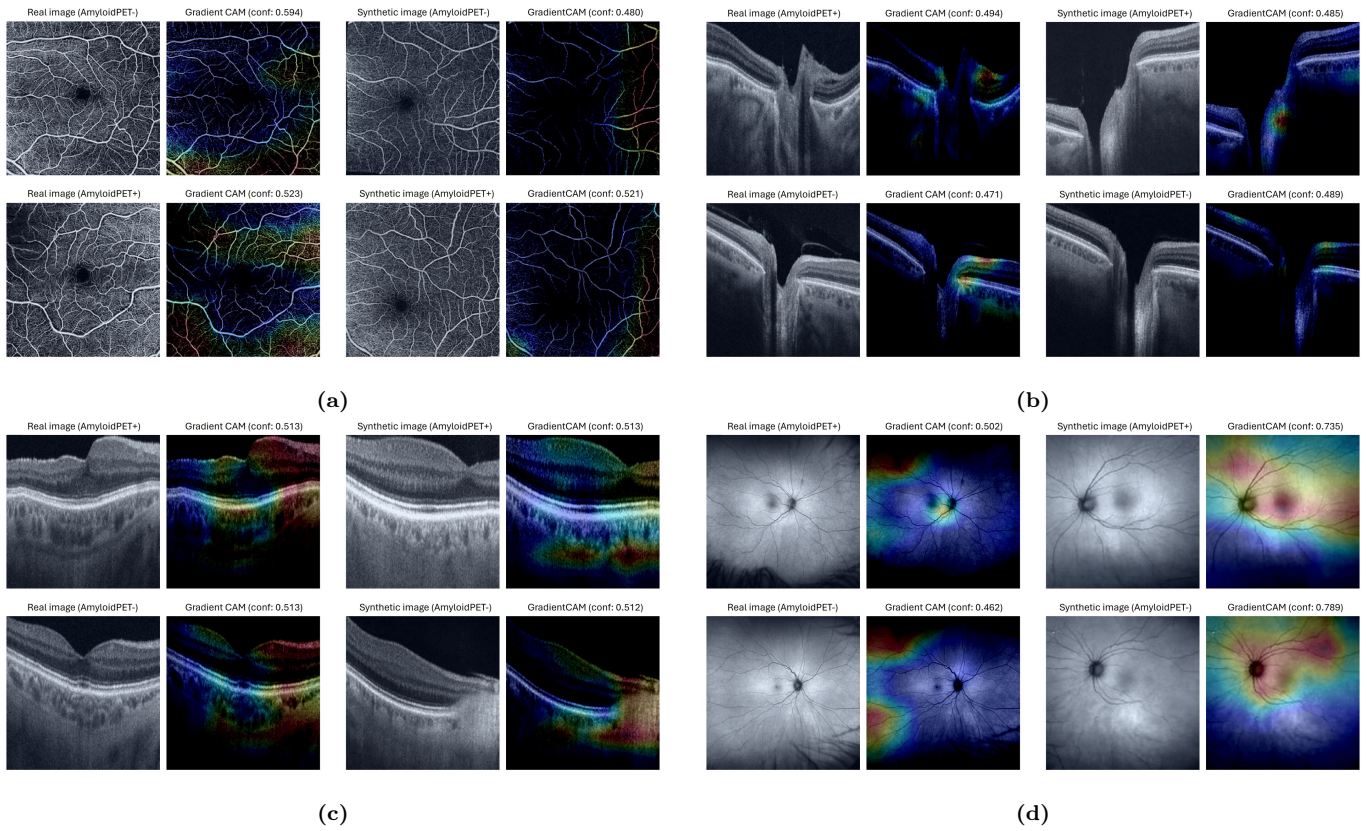 Real image (AmyloidPET-)
Gradient CAM (conf: 0.594)
Synthetic image (AmyloidPET-)
GradientCAM (conf: 0.480)
Real image (AmyloidPET+)
Gradient CAM (conf: 0.523)
Synthetic image (AmyloidPET+)
GradientCAM (conf: 0.521)
(a)
Real image (AmyloidPET+)
Gradient CAM (conf: 0.494)
Synthetic image (AmyloidPET+)
GradientCAM (conf: 0.485)
Real image (AmyloidPET-)
Gradient CAM (conf: 0.471)
Synthetic image (AmyloidPET-)
GradientCAM (conf: 0.489)
(b)
Real image (AmyloidPET+)
Gradient CAM (conf: 0.513)
Synthetic image (AmyloidPET+)
GradientCAM (conf: 0.513)
Real image (AmyloidPET-)
Gradient CAM (conf: 0.513)
Synthetic image (AmyloidPET-)
GradientCAM (conf: 0.512)
(c)
Real image (AmyloidPET+)
Gradient CAM (conf: 0.502)
Synthetic image (AmyloidPET+)
GradientCAM (conf: 0.735)
Real image (AmyloidPET-)
Gradient CAM (conf: 0.462)
Synthetic image (AmyloidPET-)
GradientCAM (conf: 0.789)
(d)